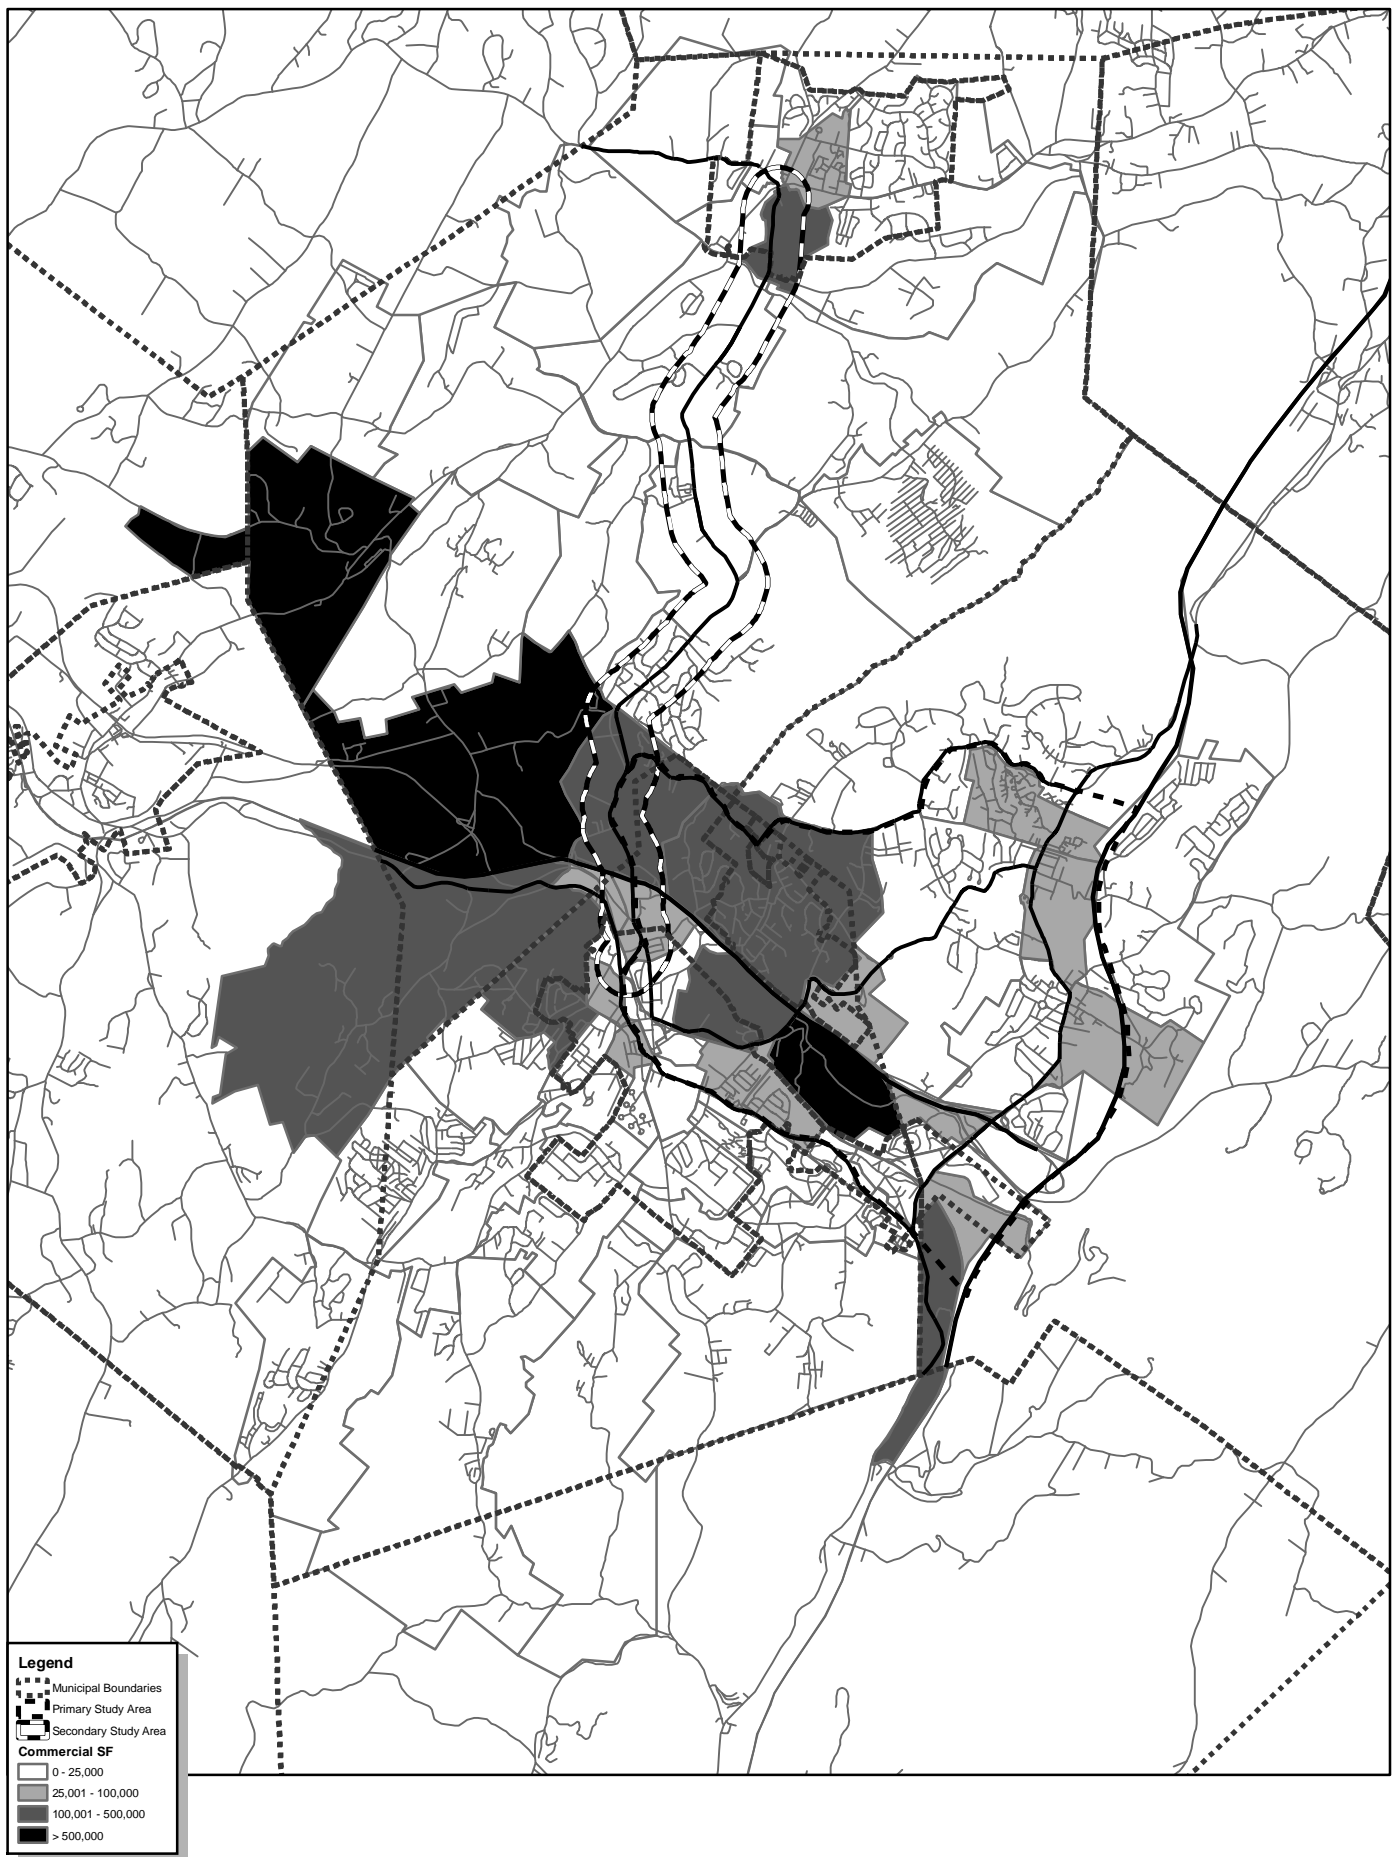 Legend
Municipal Boundaries
Primary Study Area
Secondary Study Area
Commercial SF
0 - 25,000
25,001 - 100,000
100,001 - 500,000
> 500,000